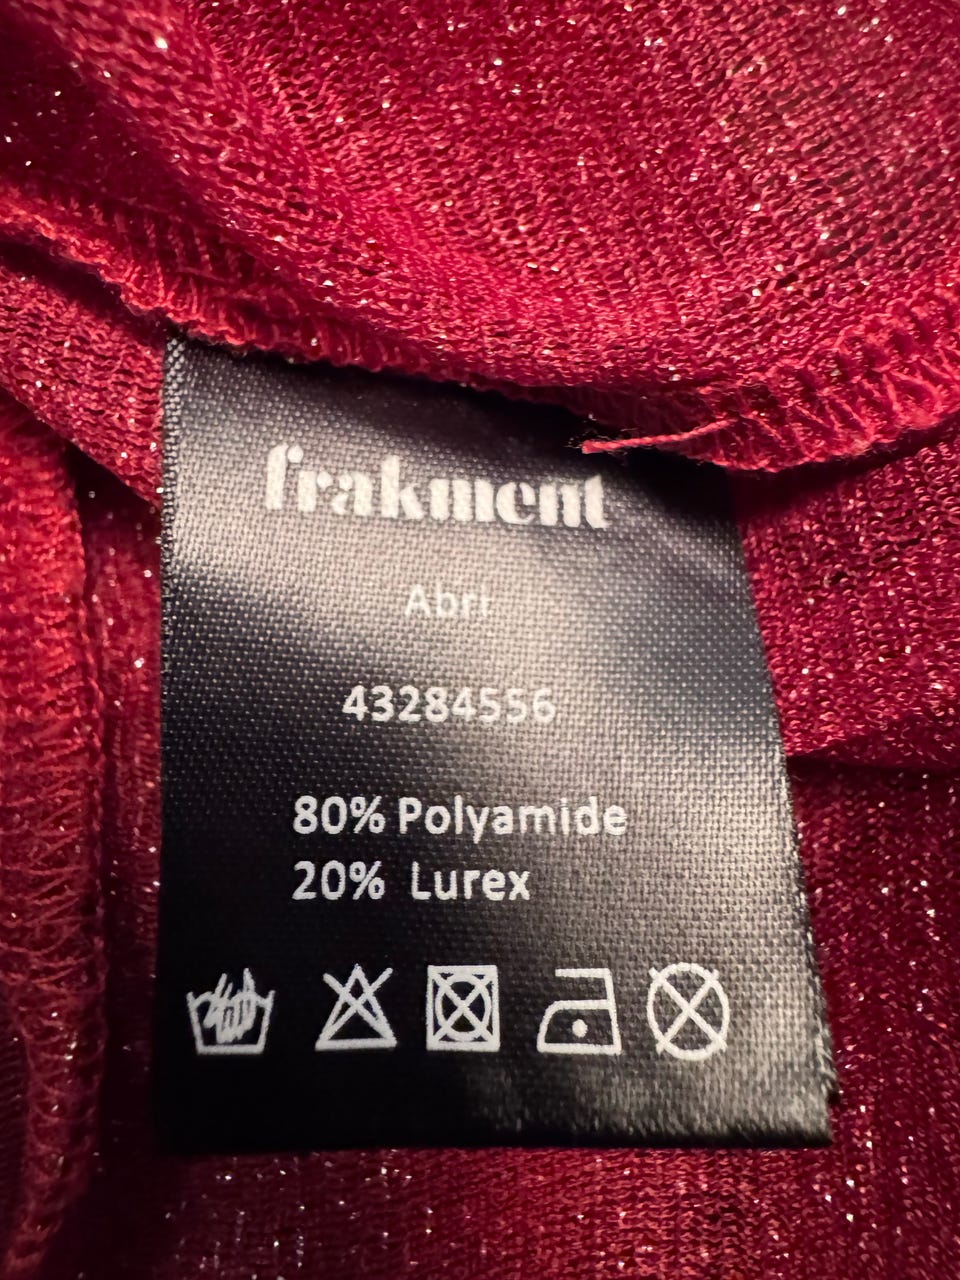 frakment
Abri
43284556
80% Polyamide
20% Lurex